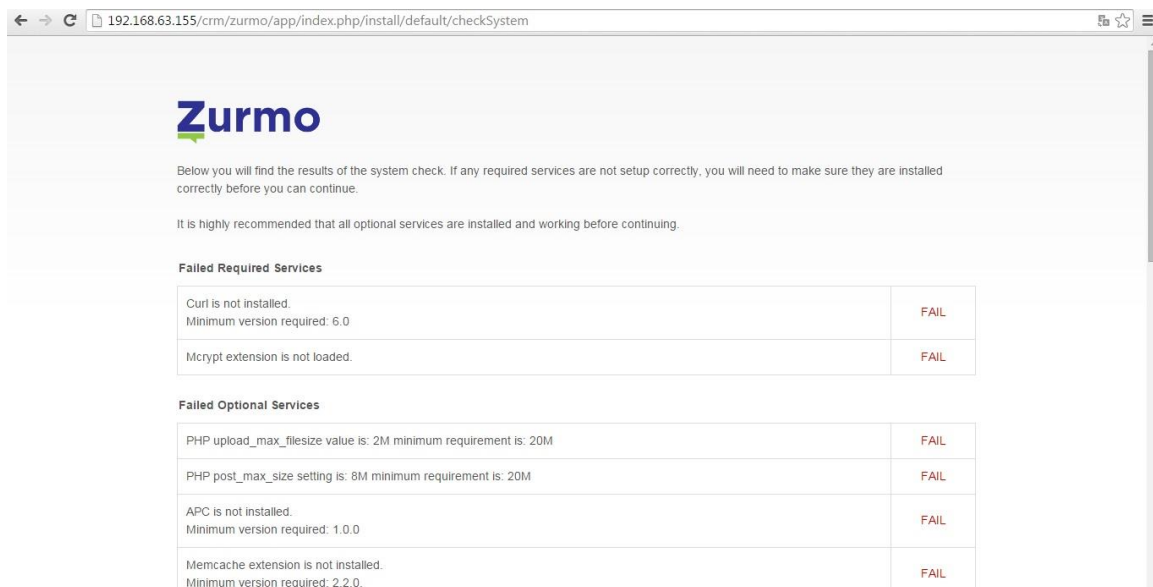 192.168.63.155/crm/zurmo/app/index.php/install/default/checkSystem
Zurmo
Below you will find the results of the system check. If any required services are not setup correctly, you will need to make sure they are installed
correctly before you can continue.
It is highly recommended that all optional services are installed and working before continuing.
Failed Required Services
Curl is not installed.
Minimum version required: 6.0
FAIL
Mcrypt extension is not loaded.
FAIL
Failed Optional Services
PHP upload_max_filesize value is: 2M minimum requirement is: 20M
FAIL
PHP post_max_size setting is: 8M minimum requirement is: 20M
FAIL
APC is not installed.
Minimum version required: 1.0.0
FAIL
Memcache extension is not installed.
Minimum version required: 2.2.0.
FAIL